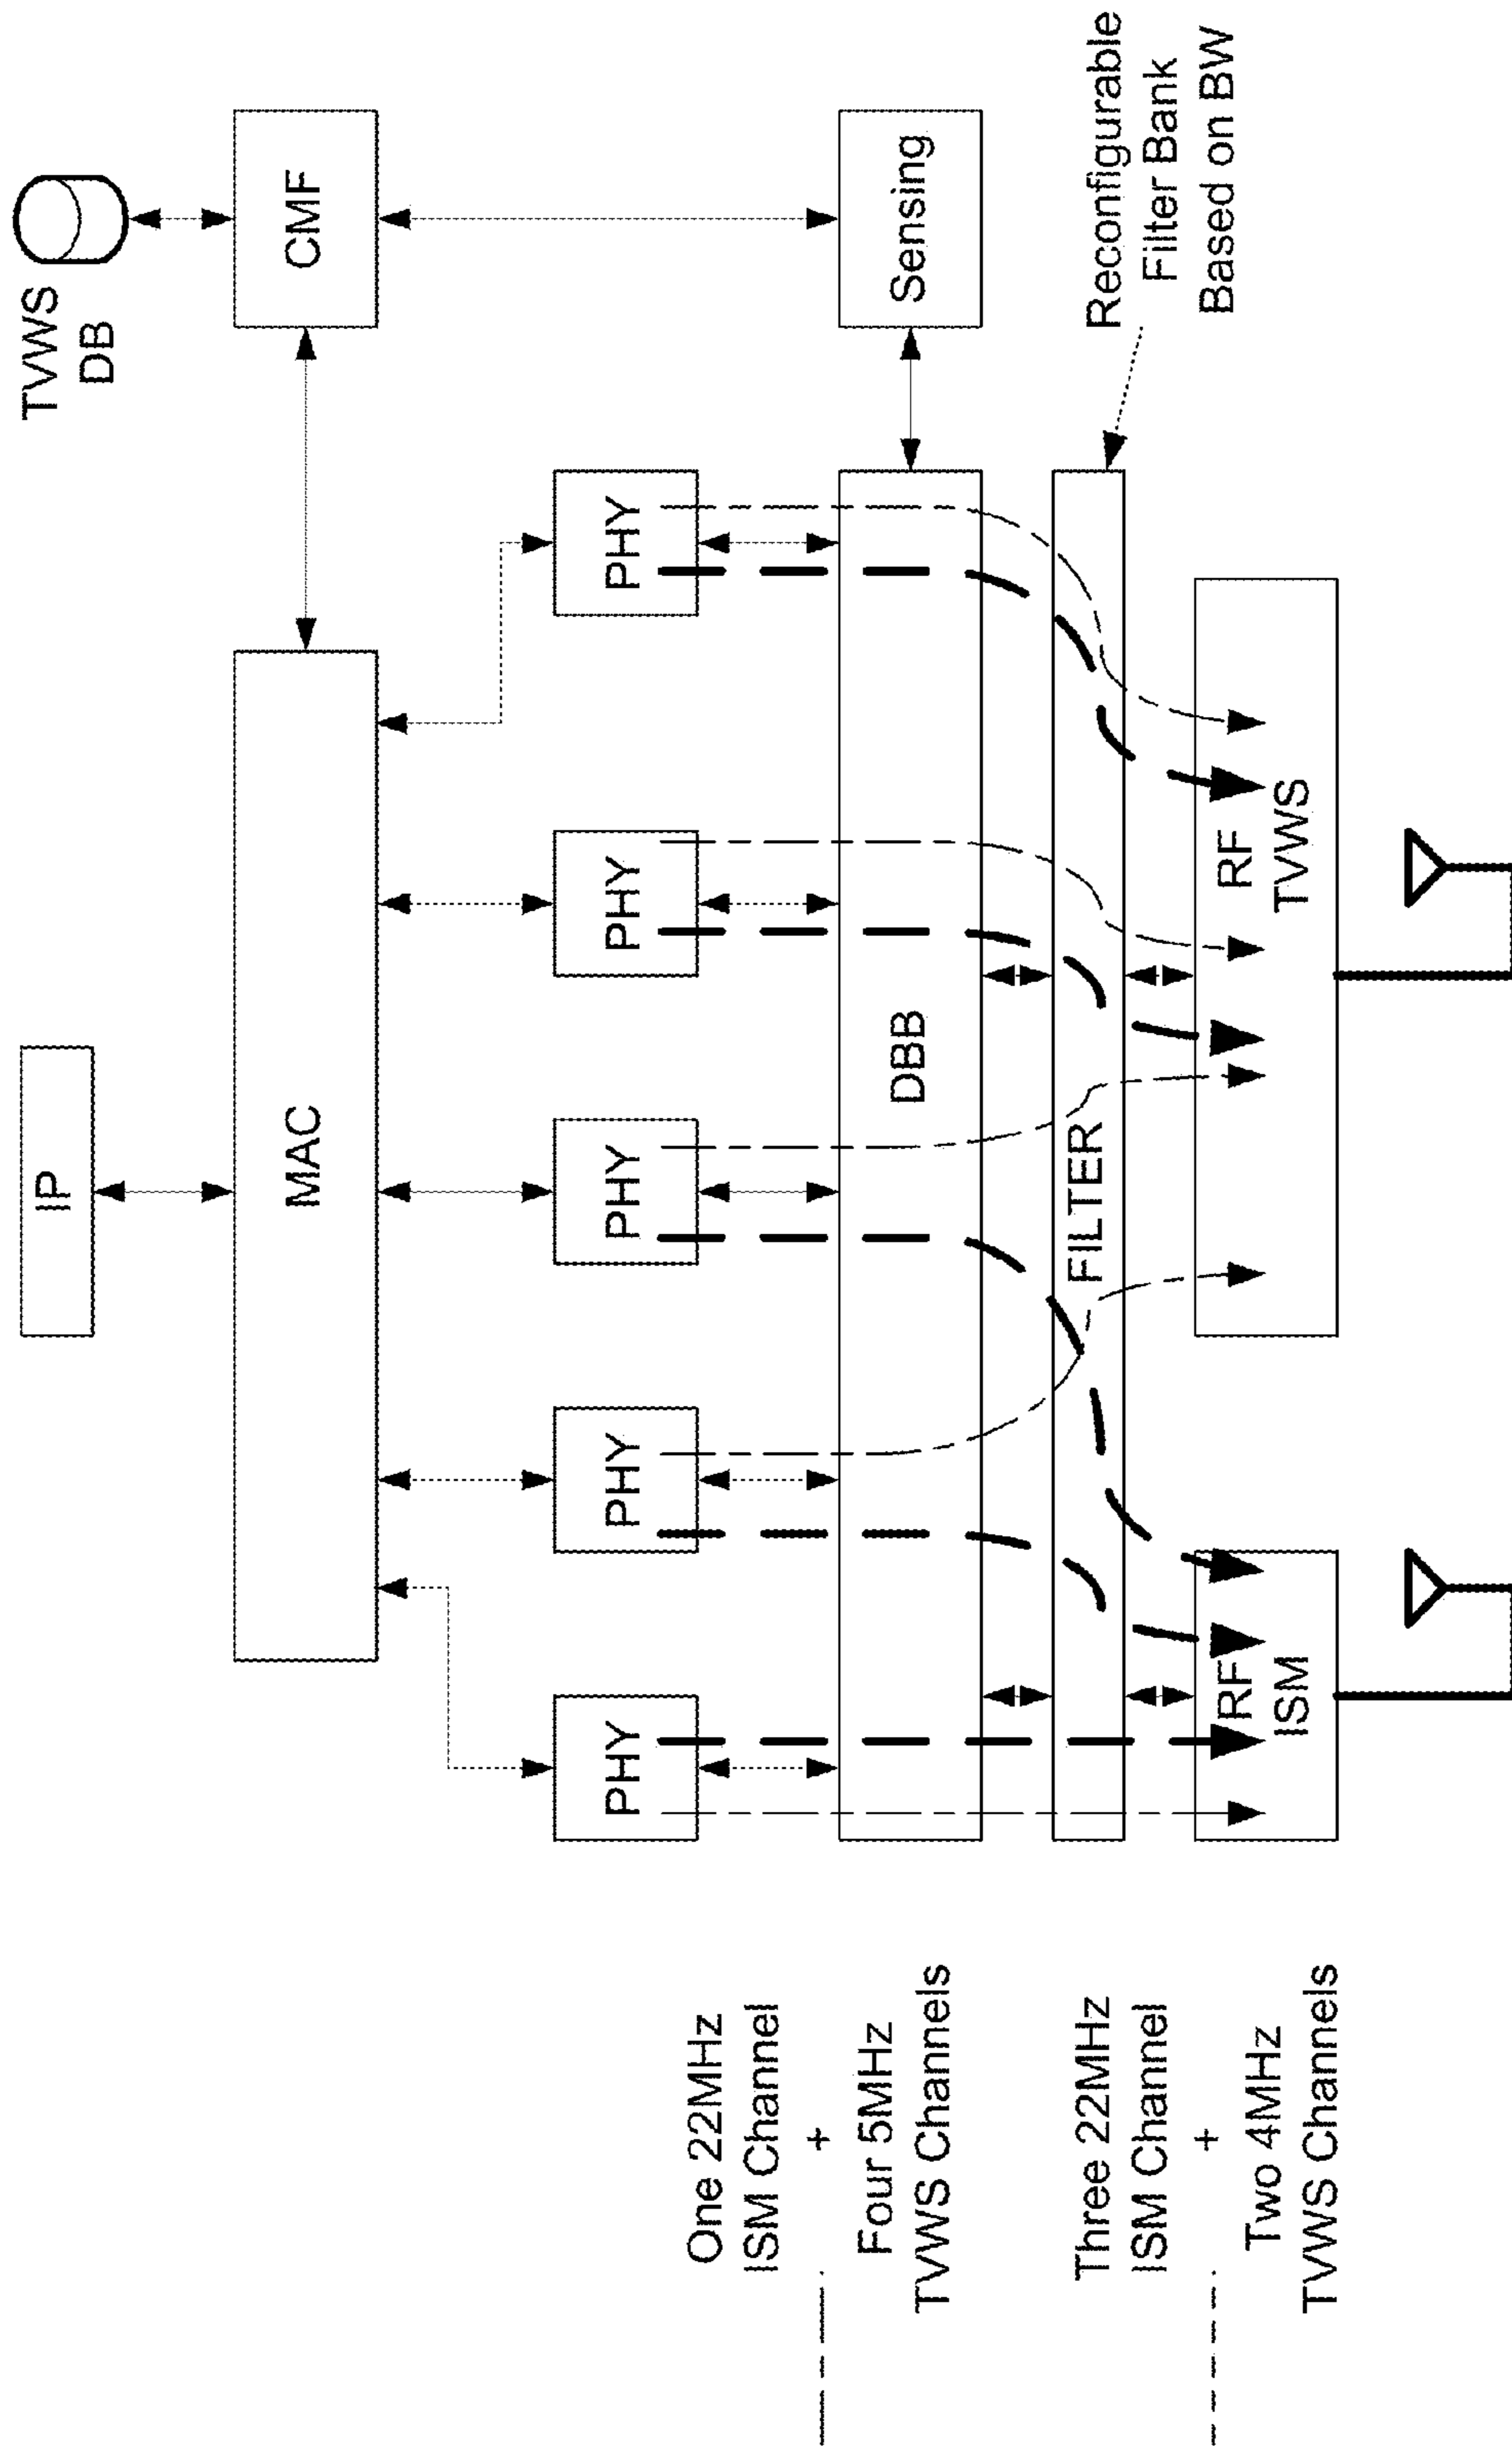 TVWS
DB
IP
MAC
CMF
PHY
PHY
PHY
PHY
PHY
DBB
Sensing
FILTER
Reconfigurable
Filter Bank
Based on BW
RF
ISM
RF
TVWS
One 22MHz
ISM Channel
+
Four 5MHz
TVWS Channels
Three 22MHz
ISM Channel
+
Two 4MHz
TVWS Channels